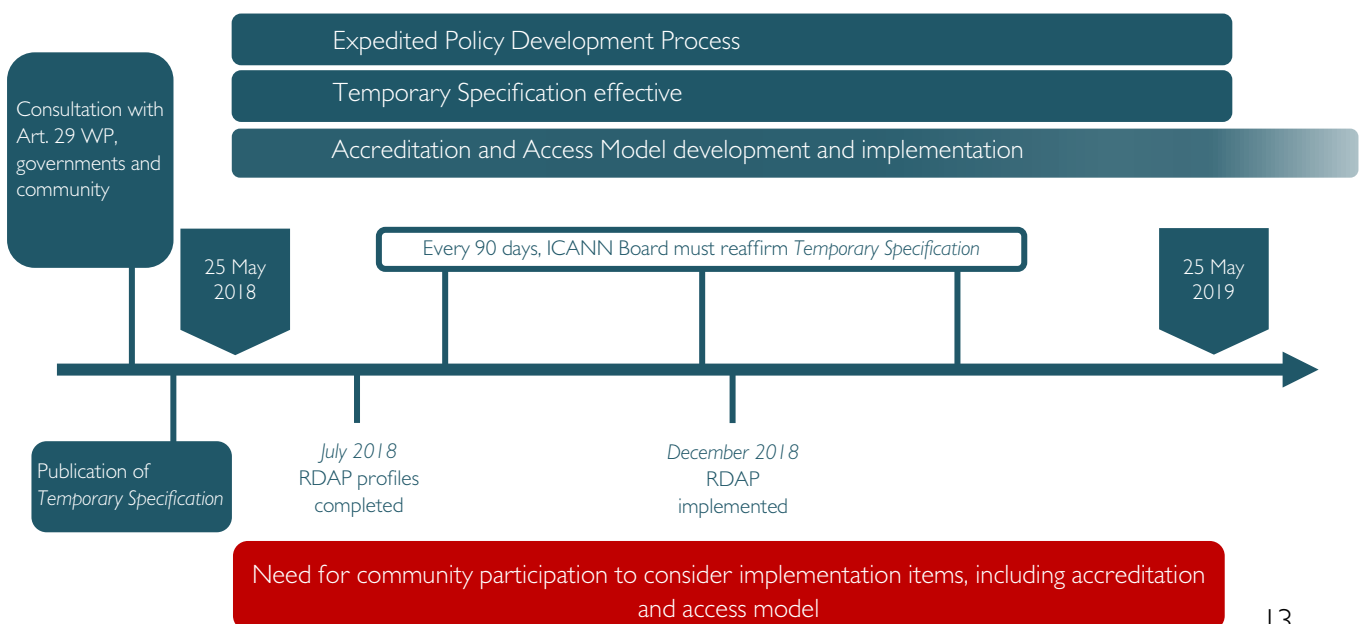 Expedited Policy Development Process
Temporary Specification effective
Accreditation and Access Model development and implementation
Consultation with
Art. 29 WP,
governments and
community
25 May
2018
Every 90 days, ICANN Board must reaffirm Temporary Specification
25 May
2019
Publication of
Temporary Specification
July 2018
RDAP profiles
completed
December 2018
RDAP
implemented
Need for community participation to consider implementation items, including accreditation
and access model
13